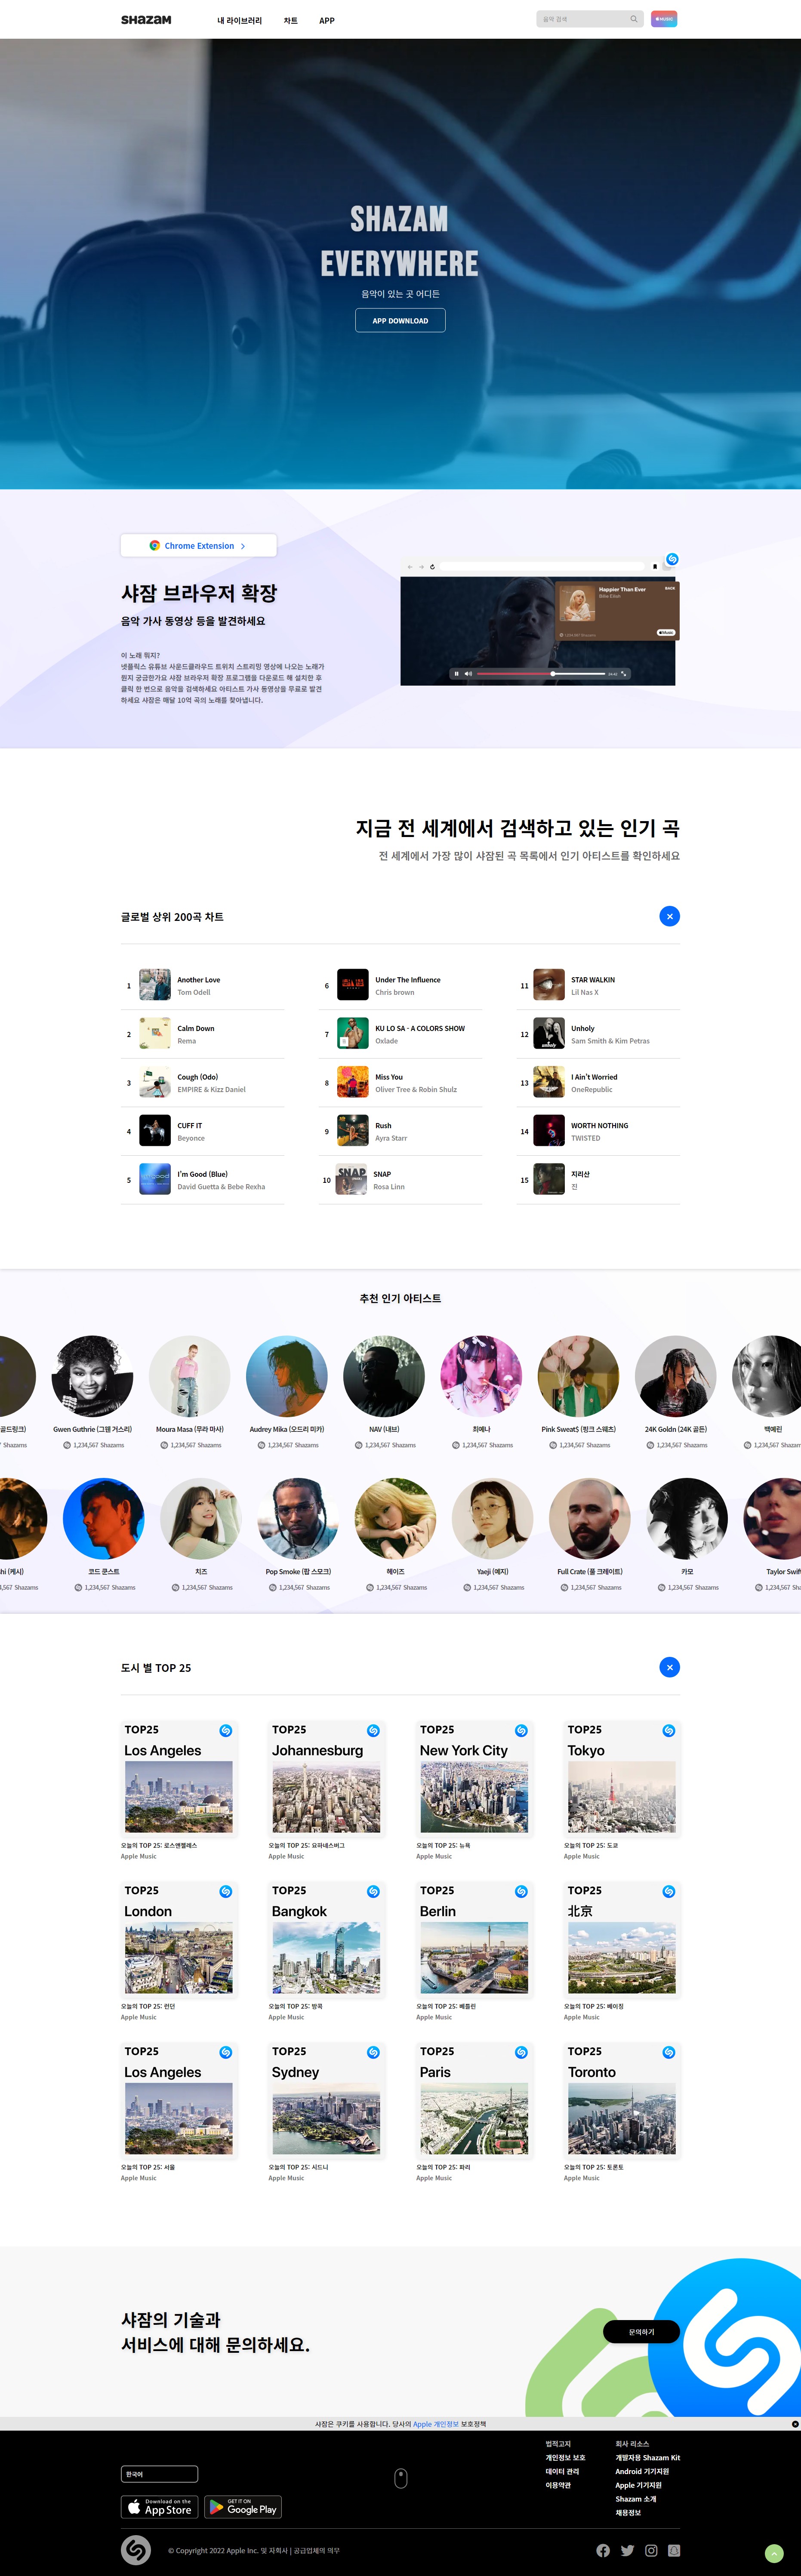 SHAZAM
내 라이브러리
차트
APP
음악 검색
MUSIC
SHAZAM
EVERYWHERE
음악이 있는 곳 어디든
APP DOWNLOAD
Chrome Extension
샤잠 브라우저 확장
음악 가사 동영상 등을 발견하세요
이 노래 뭐지?
넷플릭스 유튜브 사운드클라우드 트위치 스트리밍 영상에 나오는 노래가
뭔지 궁금한가요 샤잠 브라우저 확장 프로그램을 다운로드 해 설치한 후
클릭 한 번으로 음악을 검색하세요 아티스트 가사 동영상을 무료로 발견
하세요 샤잠은 매달 10억 곡의 노래를 찾아냅니다.
Happier Than Ever
BACK
Billie Eilish
Music
지금 전 세계에서 검색하고 있는 인기 곡
전 세계에서 가장 많이 샤잠된 곡 목록에서 인기 아티스트를 확인하세요
글로벌 상위 200곡 차트
1
Another Love
Tom Odell
2
Calm Down
Rema
3
Cough (Odo)
EMPIRE & Kizz Daniel
4
CUFF IT
Beyonce
5
I'm Good (Blue)
David Guetta & Bebe Rexha
6
Under The Influence
Chris brown
7
KU LO SA - A COLORS SHOW
Oxlade
8
Miss You
Oliver Tree & Robin Shulz
9
Rush
Ayra Starr
10
SNAP
SNAP
Rosa Linn
11
STAR WALKIN
Lil Nas X
12
unholy
Unholy
Sam Smith & Kim Petras
13
I Ain't Worried
OneRepublic
14
WORTH NOTHING
TWISTED
15
지리산
진
추천 인기 아티스트
골드링크)
Shazams
Gwen Guthrie (그웬 거스리)
1,234,567 Shazams
Moura Masa (무라 마사)
1,234,567 Shazams
Audrey Mika (오드리 미카)
1,234,567 Shazams
NAV (내브)
1,234,567 Shazams
최예나
1,234,567 Shazams
Pink Sweat$ (핑크 스웨츠)
1,234,567 Shazams
24K Goldn (24K 골든)
1,234,567 Shazams
백예린
1,234,567 Shazam
hi (케시)
,567 Shazams
코드 쿤스트
1,234,567 Shazams
치즈
1,234,567 Shazams
Pop Smoke (팝 스모크)
1,234,567 Shazams
헤이즈
1,234,567 Shazams
Yaeji (예지)
1,234,567 Shazams
Full Crate (풀 크레이트)
1,234,567 Shazams
카모
1,234,567 Shazams
Taylor Swif
1,234,567 Sha
도시 별 TOP 25
TOP25
Los Angeles
오늘의 TOP 25: 로스앤젤레스
Apple Music
TOP25
Johannesburg
오늘의 TOP 25: 요하네스버그
Apple Music
TOP25
New York City
오늘의 TOP 25: 뉴욕
Apple Music
TOP25
Tokyo
오늘의 TOP 25: 도쿄
Apple Music
TOP25
London
오늘의 TOP 25: 런던
Apple Music
TOP25
Bangkok
오늘의 TOP 25: 방콕
Apple Music
TOP25
Berlin
오늘의 TOP 25: 베를린
Apple Music
TOP25
北京
오늘의 TOP 25: 베이징
Apple Music
TOP25
Los Angeles
오늘의 TOP 25: 서울
Apple Music
TOP25
Sydney
오늘의 TOP 25: 시드니
Apple Music
TOP25
Paris
오늘의 TOP 25: 파리
Apple Music
TOP25
Toronto
오늘의 TOP 25: 토론토
Apple Music
샤잠의 기술과
서비스에 대해 문의하세요.
문의하기
샤잠은 쿠키를 사용합니다. 당사의 Apple 개인정보 보호정책
한국어
Download on the
App Store
GET IT ON
Google Play
법적고지
개인정보 보호
데이터 관리
이용약관
회사 리소스
개발자용 Shazam Kit
Android 기기지원
Apple 기기지원
Shazam 소개
채용정보
© Copyright 2022 Apple Inc. 및 자회사 | 공급업체의 의무